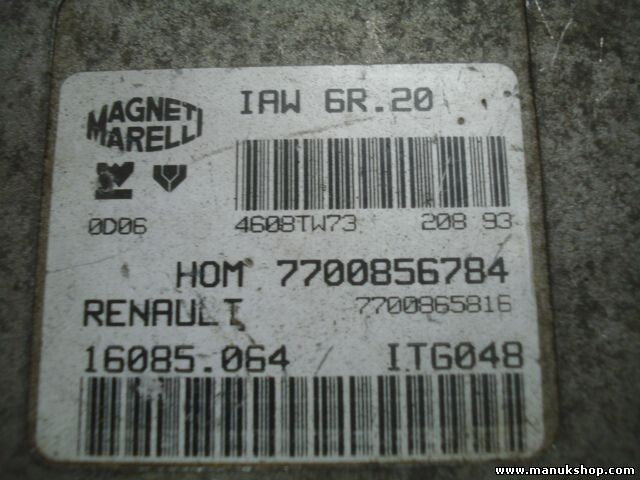 MAGNETI
MARELLI
IAW 6R.20
0D06 4608TW73 208 93
HOM 7700856784
RENAULT 7700865816
16085.064 ITG048
www.manukshop.com